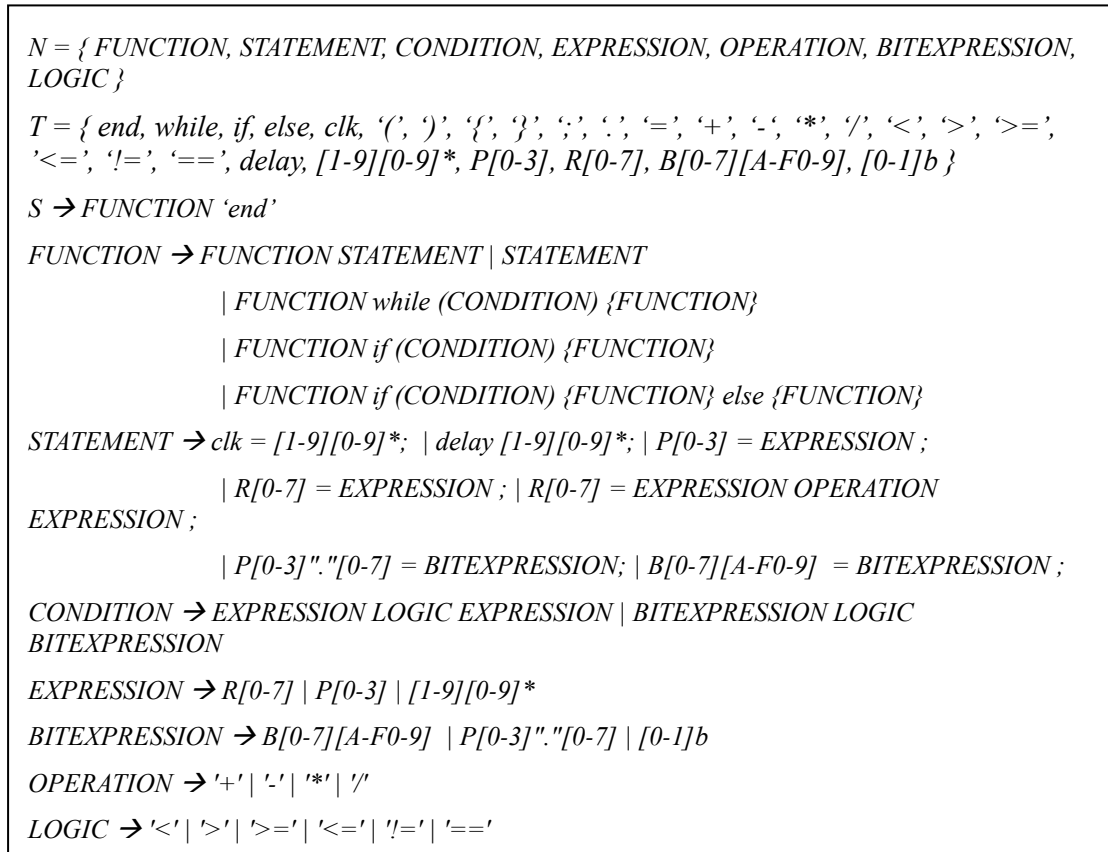 N = { FUNCTION, STATEMENT, CONDITION, EXPRESSION, OPERATION, BITEXPRESSION,
LOGIC }
T = { end, while, if, else, clk, ‘(’, ‘)’, ‘{’, ‘}’, ‘;’, ‘.’, ‘=’, ‘+’, ‘-‘, ‘*’, ‘/’, ‘<’, ‘>’, ‘>=’,
’<=’, ‘!=’, ‘==’, delay, [1-9][0-9]*, P[0-3], R[0-7], B[0-7][A-F0-9], [0-1]b }
S → FUNCTION ‘end’
FUNCTION → FUNCTION STATEMENT | STATEMENT
| FUNCTION while (CONDITION) {FUNCTION}
| FUNCTION if (CONDITION) {FUNCTION}
| FUNCTION if (CONDITION) {FUNCTION} else {FUNCTION}
STATEMENT → clk = [1-9][0-9]*; | delay [1-9][0-9]*; | P[0-3] = EXPRESSION ;
| R[0-7] = EXPRESSION ; | R[0-7] = EXPRESSION OPERATION
EXPRESSION ;
| P[0-3]"."[0-7] = BITEXPRESSION; | B[0-7][A-F0-9] = BITEXPRESSION ;
CONDITION → EXPRESSION LOGIC EXPRESSION | BITEXPRESSION LOGIC
BITEXPRESSION
EXPRESSION → R[0-7] | P[0-3] | [1-9][0-9]*
BITEXPRESSION → B[0-7][A-F0-9] | P[0-3]"."[0-7] | [0-1]b
OPERATION → '+' | '-' | '*' | '/'
LOGIC → '<' | '>' | '>=' | '<=' | '!=' | '=='